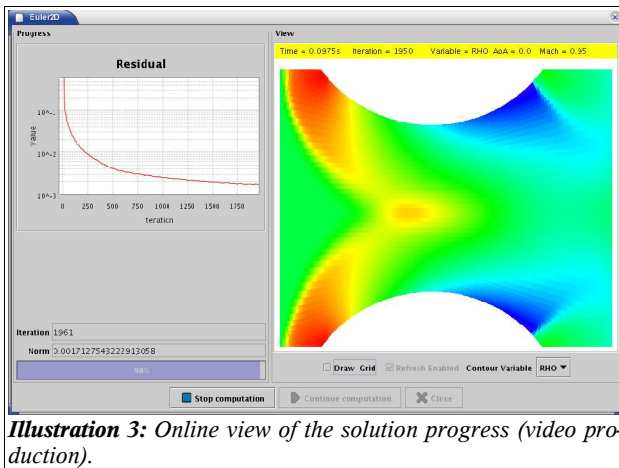 Euler2D
Progress
Residual
Value
10^-1
10^-2
10^-3
0 250 500 750 1000 1250 1500 1750
teration
Iteration 1961
Norm 0.0017127543222913058
98%
View
Time = 0.0975s Iteration = 1950 Variable = RHO AoA = 0.0 Mach = 0.95
Draw Grid Refresh Enabled Contour Variable RHO
Stop computation Continue computation Close
Illustration 3: Online view of the solution progress (video pro-
duction).